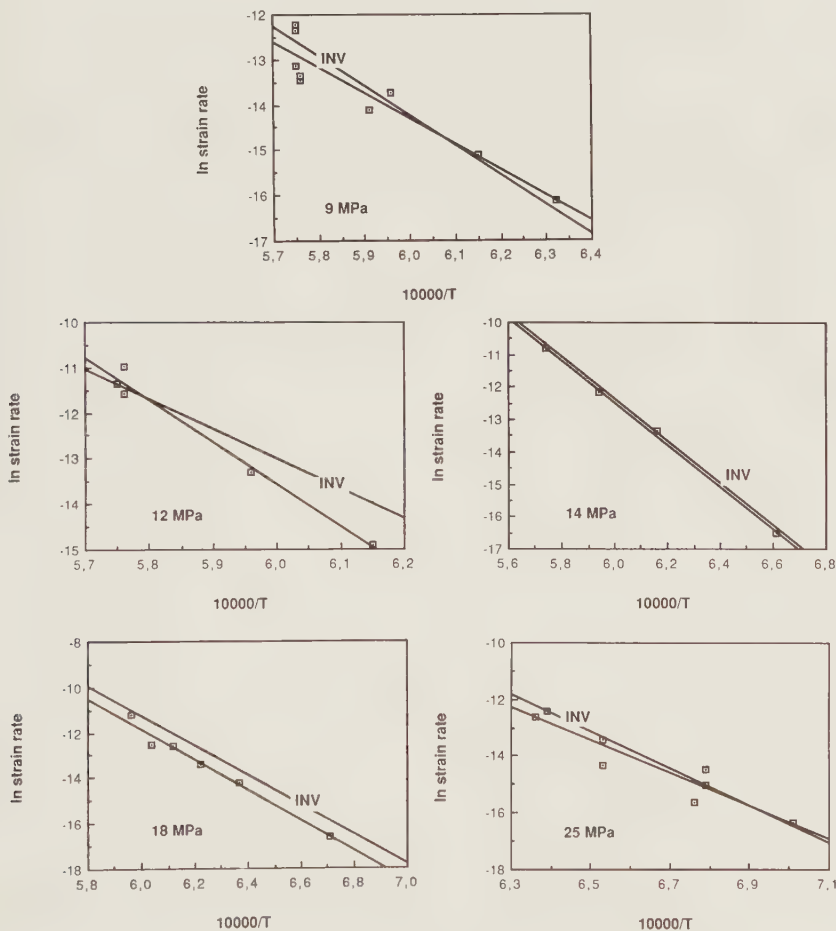 -12
-13
-14
-15
-16
-17
ln strain rate
INV
9 MPa
5,7 5,8 5,9 6,0 6,1 6,2 6,3 6,4
10000/T
-10
-11
-12
-13
-14
-15
ln strain rate
INV
12 MPa
5,7 5,8 5,9 6,0 6,1 6,2
10000/T
-10
-11
-12
-13
-14
-15
-16
-17
ln strain rate
INV
14 MPa
5,6 5,8 6,0 6,2 6,4 6,6 6,8
10000/T
-8
-10
-12
-14
-16
-18
ln strain rate
INV
18 MPa
5,8 6,0 6,2 6,4 6,6 6,8 7,0
10000/T
-10
-12
-14
-16
-18
ln strain rate
INV
25 MPa
6,3 6,5 6,7 6,9 7,1
10000/T